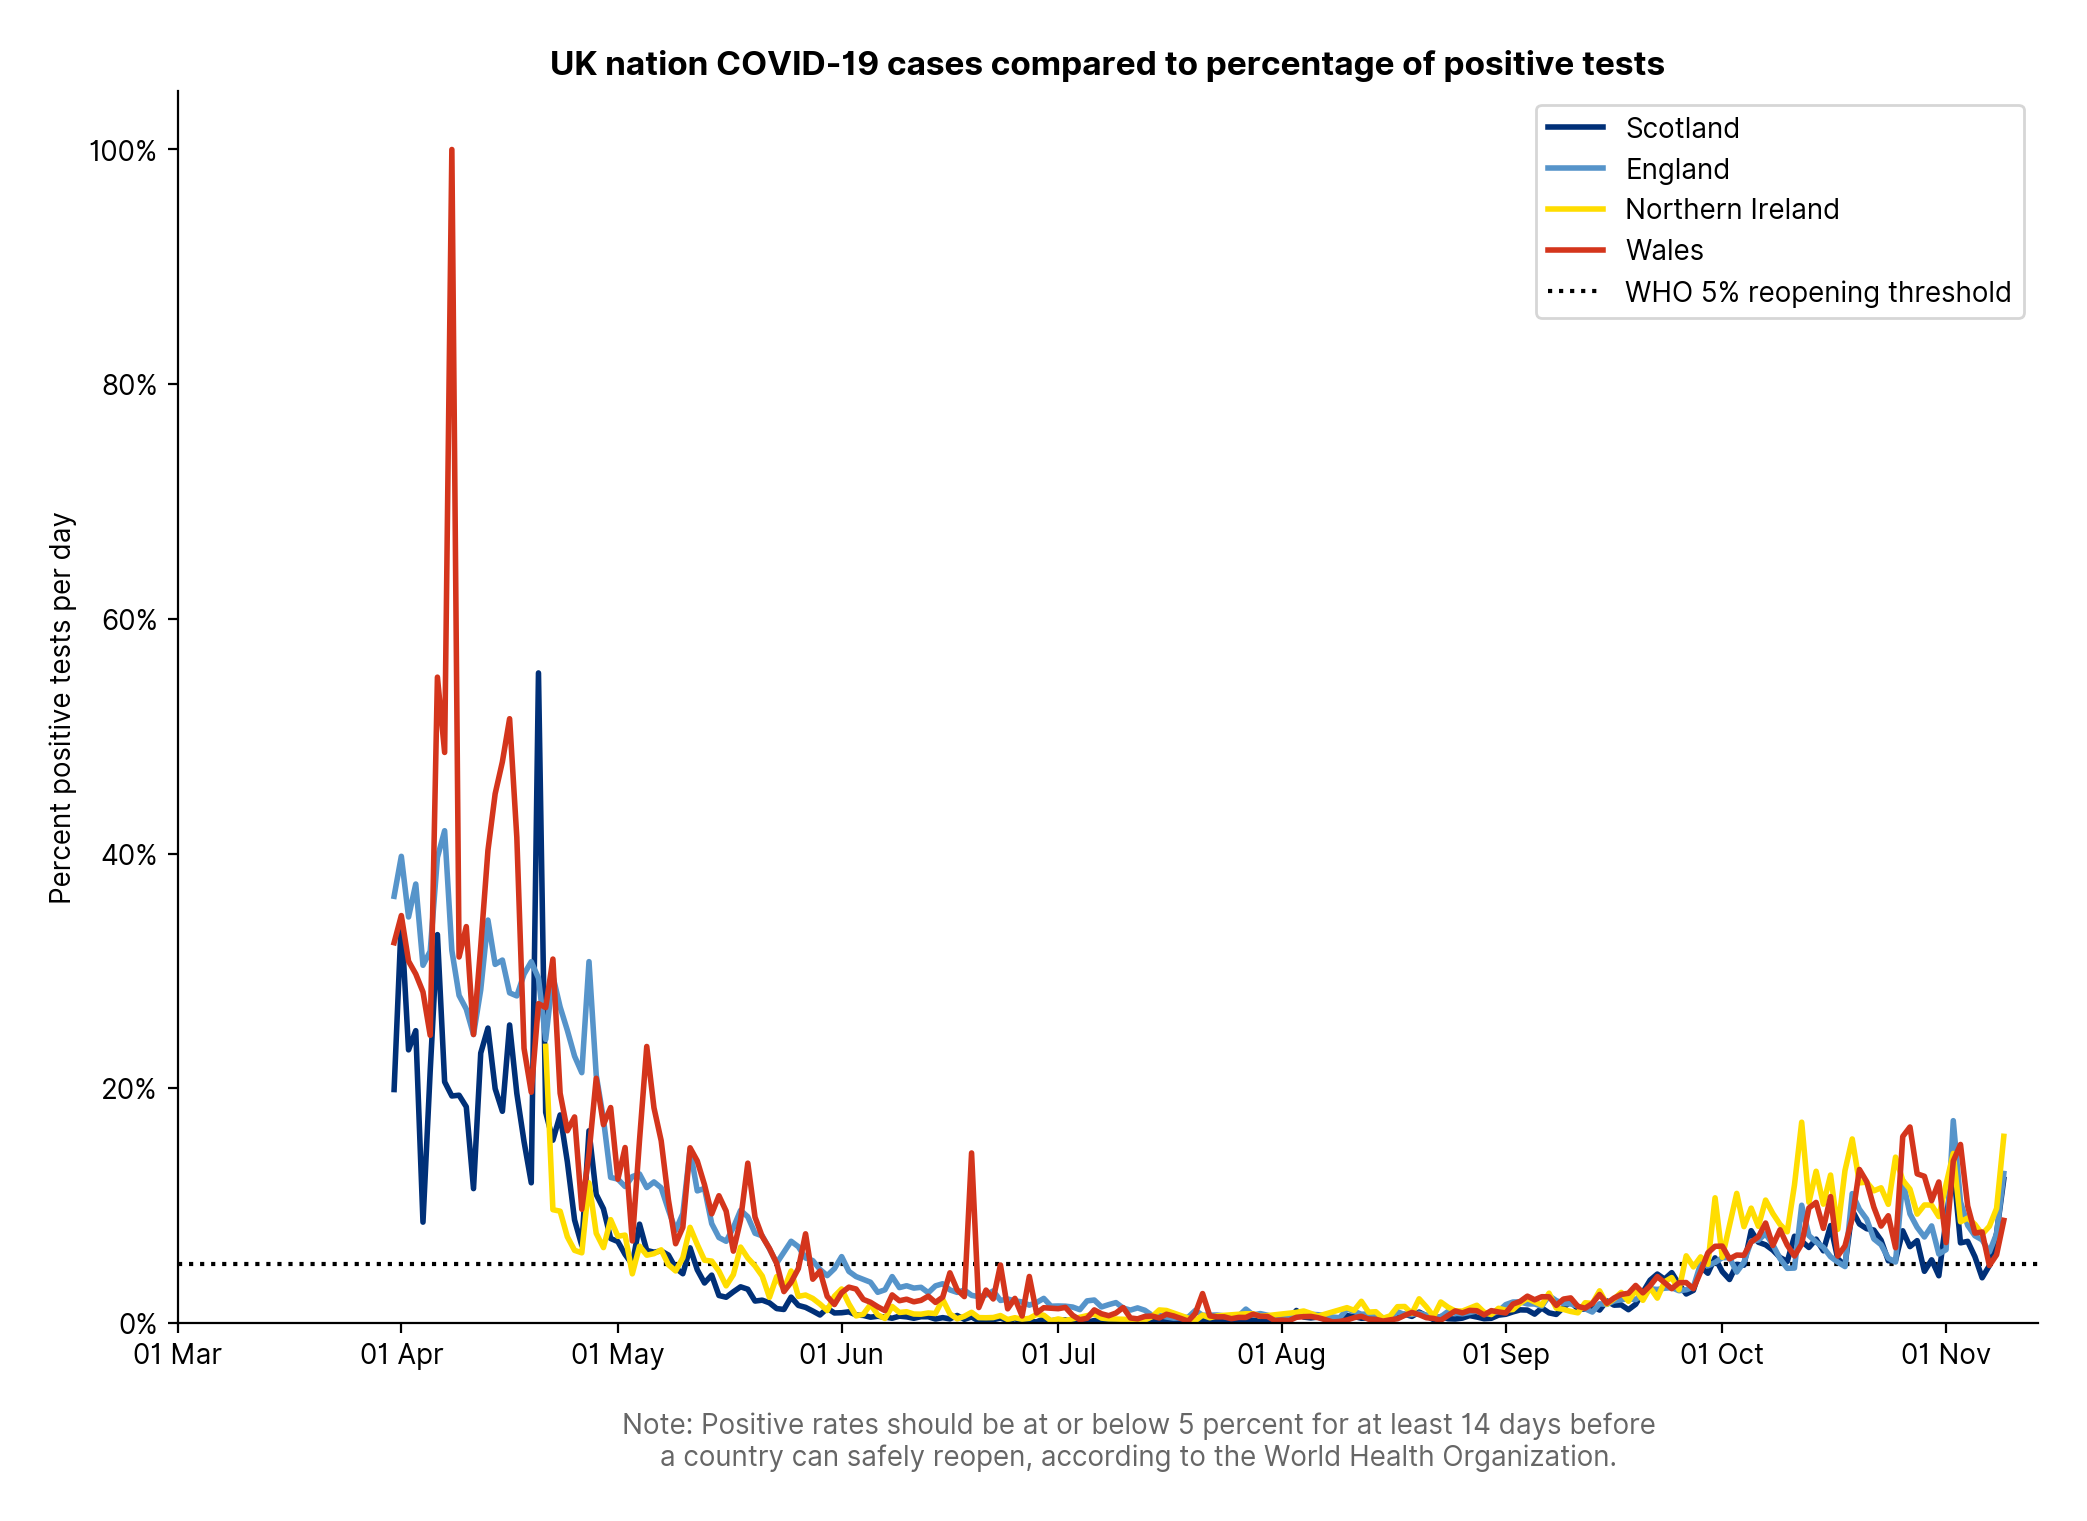 UK nation COVID-19 cases compared to percentage of positive tests
Scotland
England
Northern Ireland
Wales
WHO 5% reopening threshold
100%
80%
60%
40%
20%
0%
Percent positive tests per day
01 Mar
01 Apr
01 May
01 Jun
01 Jul
01 Aug
01 Sep
01 Oct
01 Nov
Note: Positive rates should be at or below 5 percent for at least 14 days before
a country can safely reopen, according to the World Health Organization.